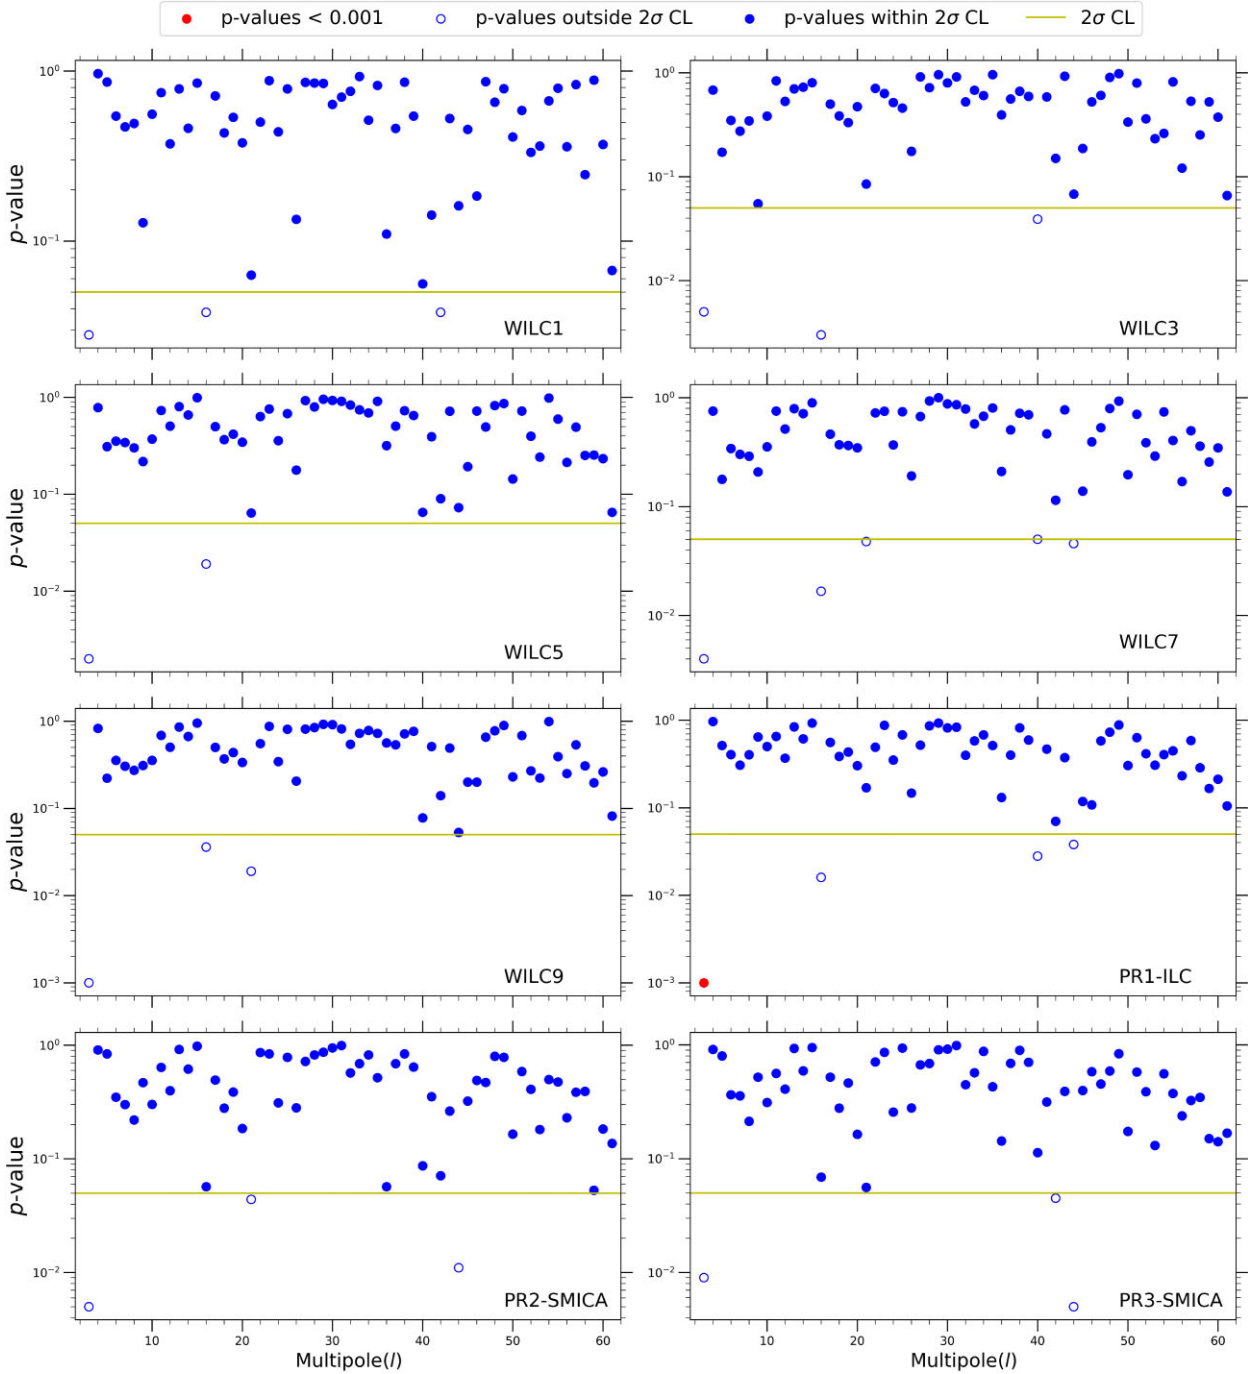 p-values < 0.001 p-values outside 2σ CL p-values within 2σ CL 2σ CL
10⁰ 10⁰
p-value
10⁻¹ 10⁻¹
10⁻²
WILC1 WILC3
10⁰ 10⁰
p-value
10⁻¹ 10⁻¹
10⁻² 10⁻²
WILC5 WILC7
10⁰ 10⁰
p-value
10⁻¹ 10⁻¹
10⁻² 10⁻²
10⁻³ WILC9 10⁻³ PR1-ILC
10⁰ 10⁰
p-value
10⁻¹ 10⁻¹
10⁻² 10⁻²
PR2-SMICA PR3-SMICA
10 20 30 40 50 60 10 20 30 40 50 60
Multipole(l) Multipole(l)